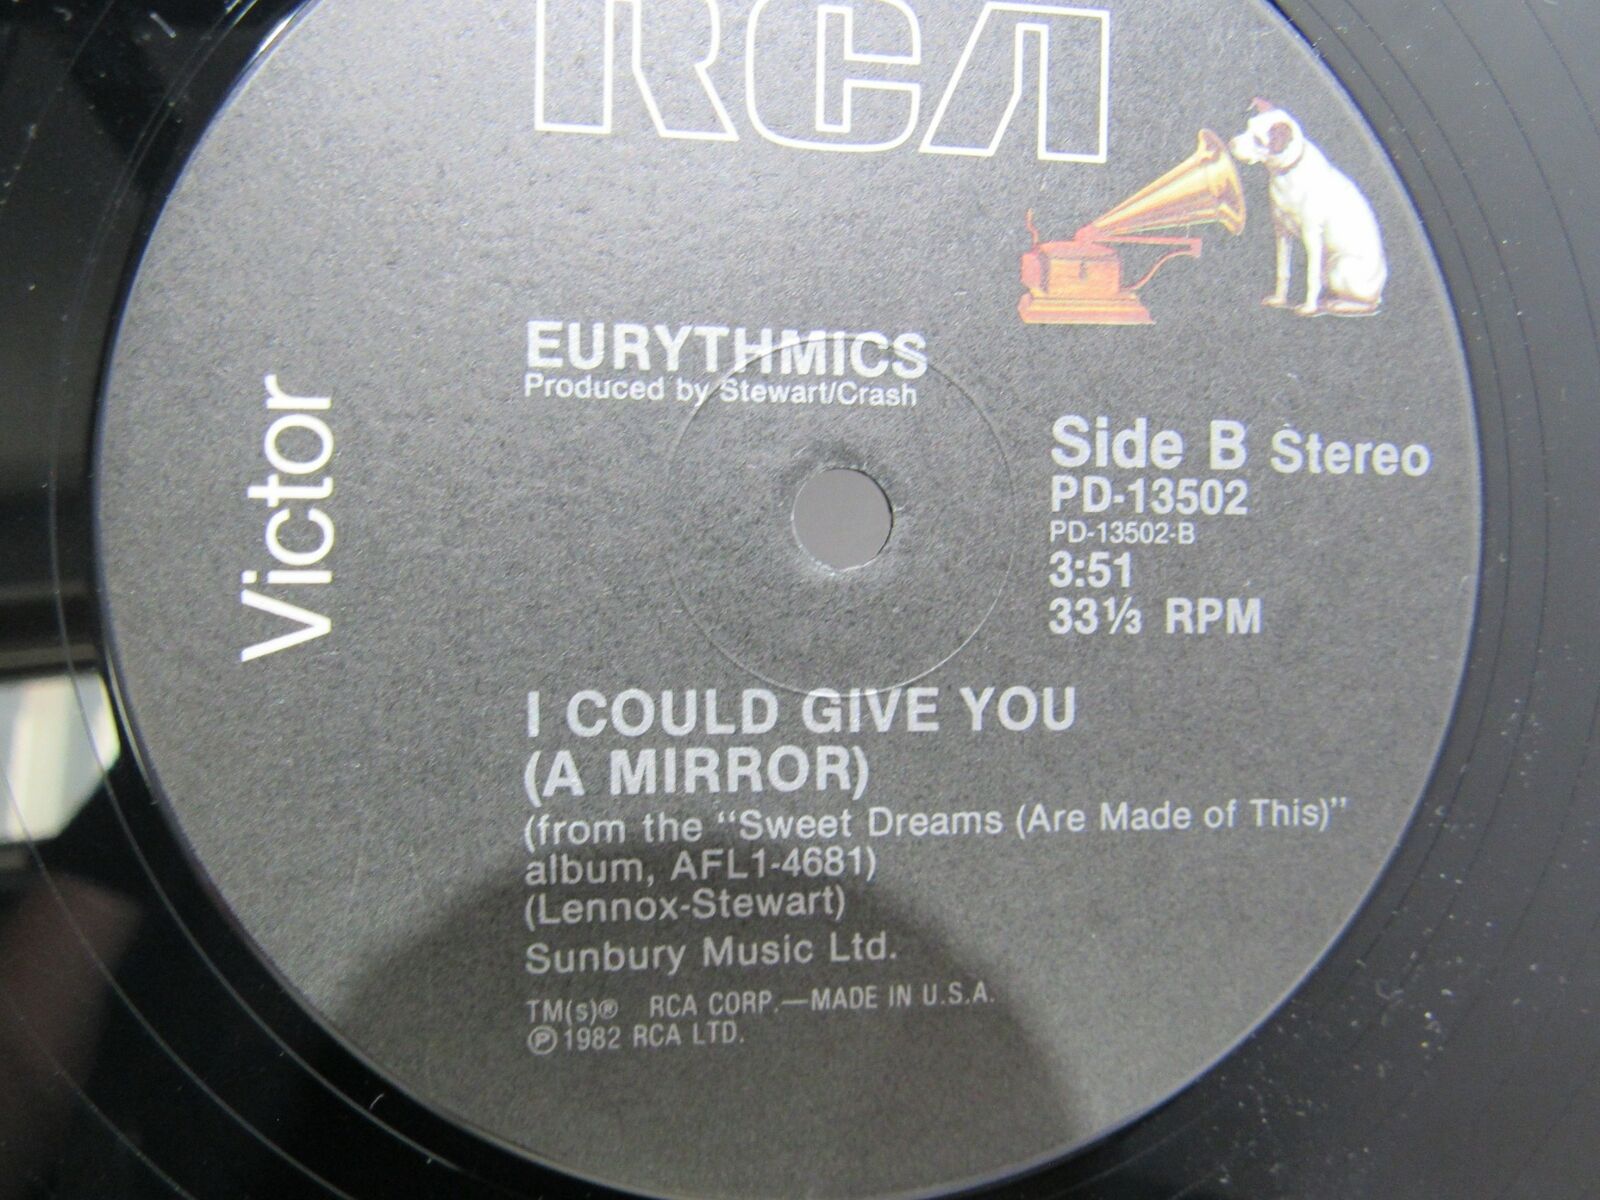 RCA
Victor
EURYTHMICS
Produced by Stewart/Crash
Side B Stereo
PD-13502
PD-13502-B
3:51
33⅓ RPM
I COULD GIVE YOU
(A MIRROR)
(from the "Sweet Dreams (Are Made of This)"
album, AFL1-4681)
(Lennox-Stewart)
Sunbury Music Ltd.
TM(s)® RCA CORP.—MADE IN U.S.A.
℗1982 RCA LTD.